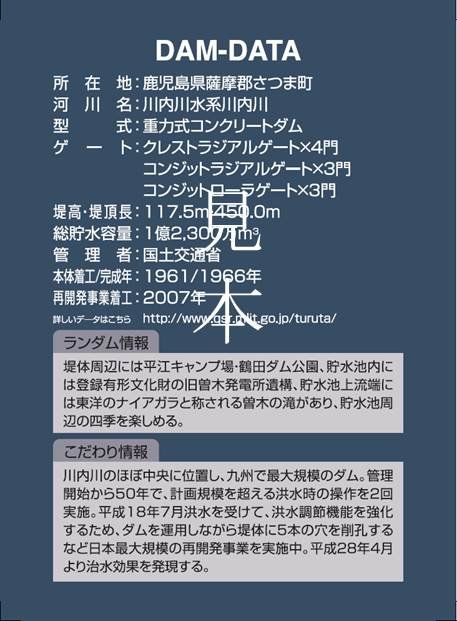 DAM-DATA
所在地：鹿児島県薩摩郡さつま町
河川名：川内川水系川内川
型式：重力式コンクリートダム
ゲート：クレストラジアルゲート×4門
コンジットラジアルゲート×3門
コンジットローラゲート×3門
堤高・堤頂長：117.5m・450.0m
総貯水容量：1億2,300万m³
管理者：国土交通省
本体着工/完成年：1961/1966年
再開発事業着工：2007年
詳しいデータはこちら http://www.qsr.mlit.go.jp/turuta/
見本
ランダム情報
堤体周辺には平江キャンプ場・鶴田ダム公園、貯水池内に
は登録有形文化財の旧曽木発電所遺構、貯水池上流端に
は東洋のナイアガラと称される曽木の滝があり、貯水池周
辺の四季を楽しめる。
こだわり情報
川内川のほぼ中央に位置し、九州で最大規模のダム。管理
開始から50年で、計画規模を超える洪水時の操作を2回
実施。平成18年7月洪水を受けて、洪水調節機能を強化
するため、ダムを運用しながら堤体に5本の穴を削孔する
など日本最大規模の再開発事業を実施中。平成28年4月
より治水効果を発現する。